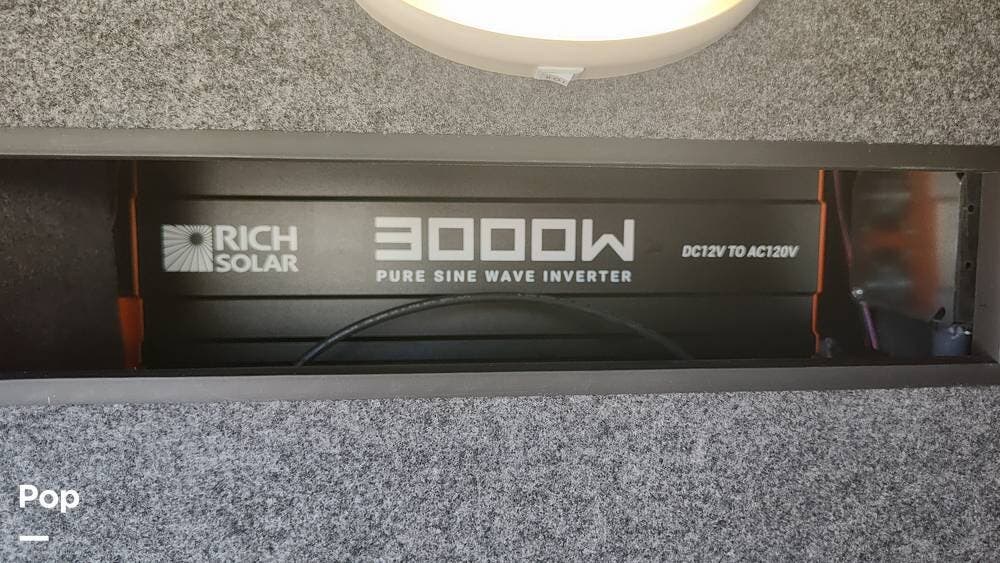 RICH
SOLAR
3000W
PURE SINE WAVE INVERTER
DC12V TO AC120V
Pop